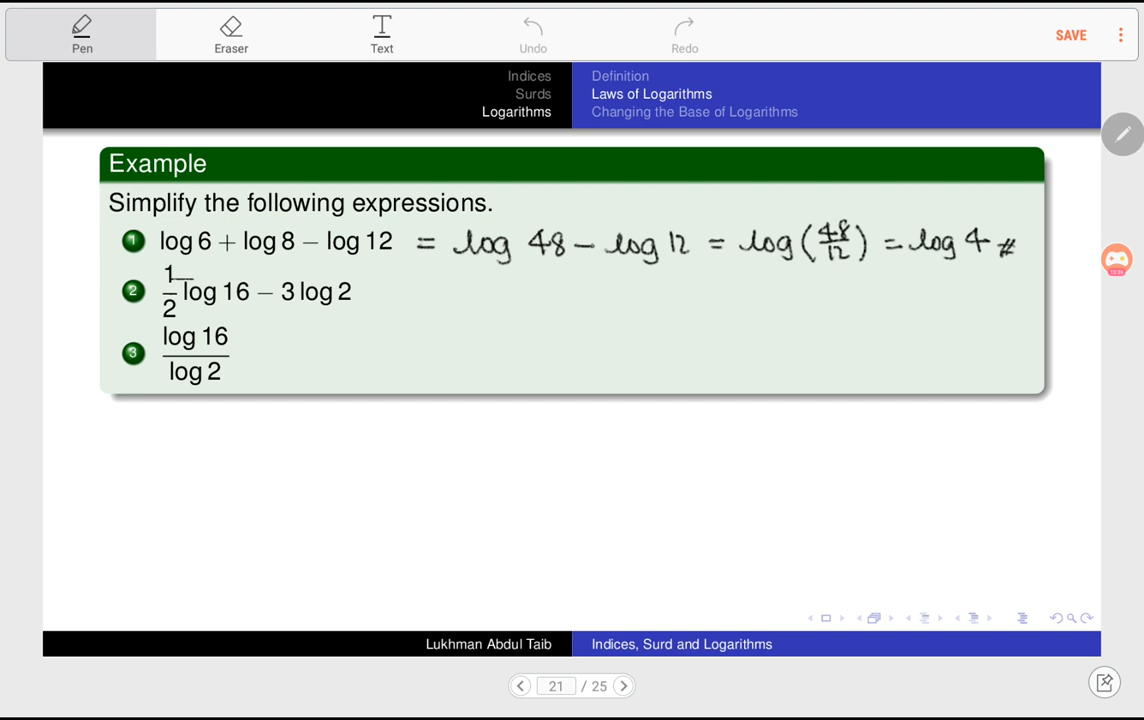 Pen Eraser Text Undo Redo SAVE
Indices Definition
Surds Laws of Logarithms
Logarithms Changing the Base of Logarithms
Example
Simplify the following expressions.
1 log 6 + log 8 − log 12 = log 48 − log 12 = log(48/12) = log 4 #
2 1/2 log 16 − 3 log 2
3 log 16 / log 2
Lukhman Abdul Taib Indices, Surd and Logarithms
21 / 25